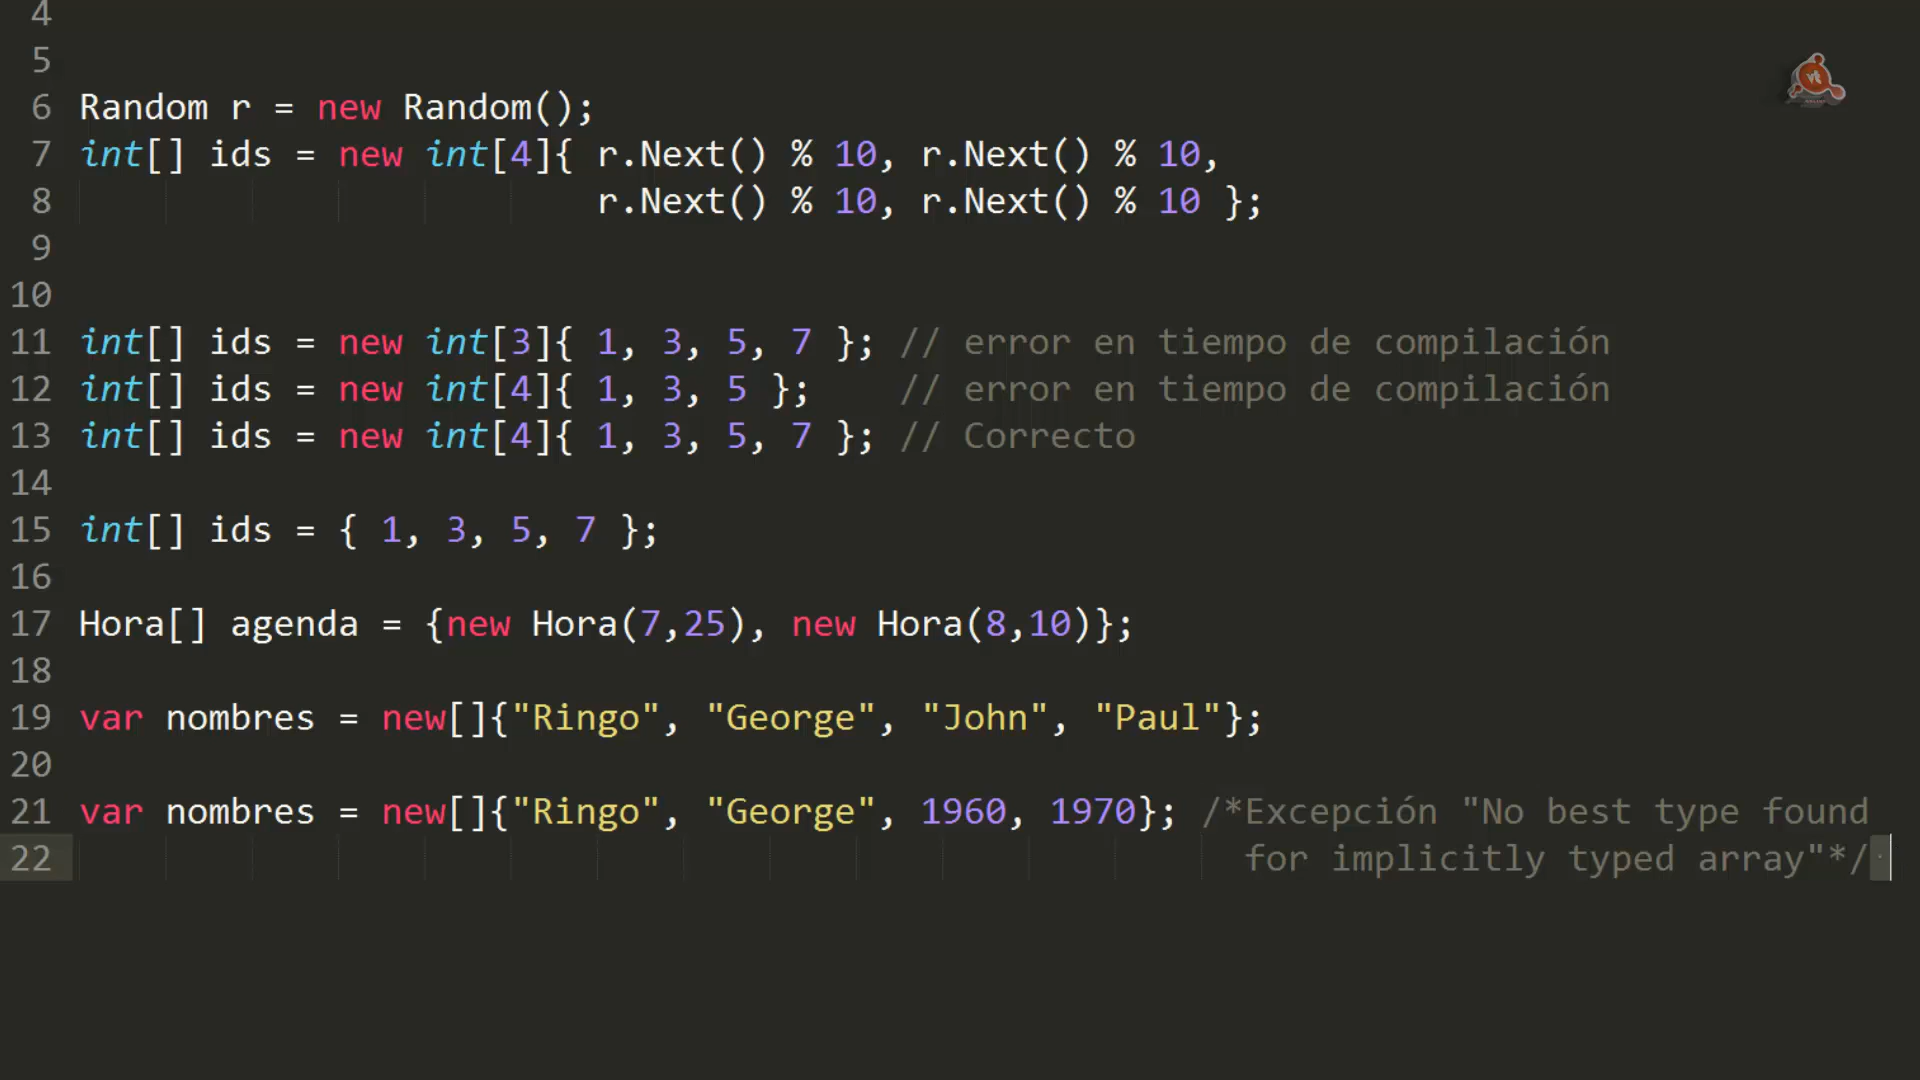 4
5
6 Random r = new Random();
7 int[] ids = new int[4]{ r.Next() % 10, r.Next() % 10,
8 r.Next() % 10, r.Next() % 10 };
9
10
11 int[] ids = new int[3]{ 1, 3, 5, 7 }; // error en tiempo de compilación
12 int[] ids = new int[4]{ 1, 3, 5 }; // error en tiempo de compilación
13 int[] ids = new int[4]{ 1, 3, 5, 7 }; // Correcto
14
15 int[] ids = { 1, 3, 5, 7 };
16
17 Hora[] agenda = {new Hora(7,25), new Hora(8,10)};
18
19 var nombres = new[]{"Ringo", "George", "John", "Paul"};
20
21 var nombres = new[]{"Ringo", "George", 1960, 1970}; /*Excepción "No best type found
22 for implicitly typed array"*/